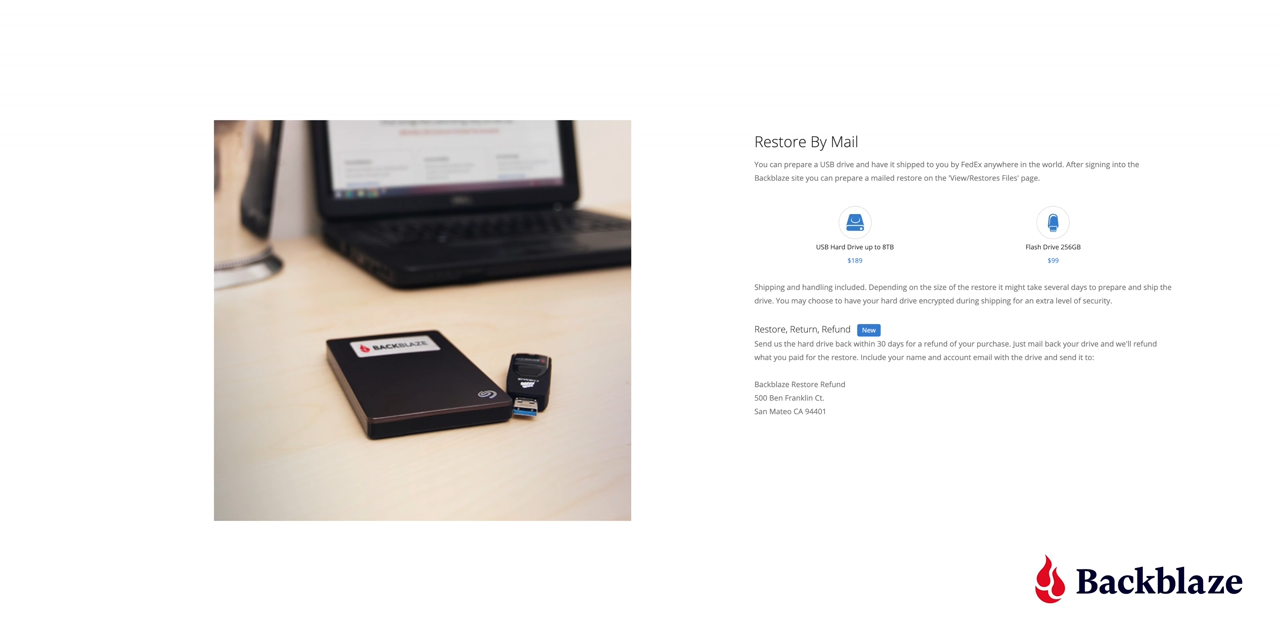 BACKBLAZE
Restore By Mail
You can prepare a USB drive and have it shipped to you by FedEx anywhere in the world. After signing into the
Backblaze site you can prepare a mailed restore on the 'View/Restores Files' page.
USB Hard Drive up to 8TB
$189
Flash Drive 256GB
$99
Shipping and handling included. Depending on the size of the restore it might take several days to prepare and ship the
drive. You may choose to have your hard drive encrypted during shipping for an extra level of security.
Restore, Return, Refund New
Send us the hard drive back within 30 days for a refund of your purchase. Just mail back your drive and we'll refund
what you paid for the restore. Include your name and account email with the drive and send it to:
Backblaze Restore Refund
500 Ben Franklin Ct.
San Mateo CA 94401
Backblaze